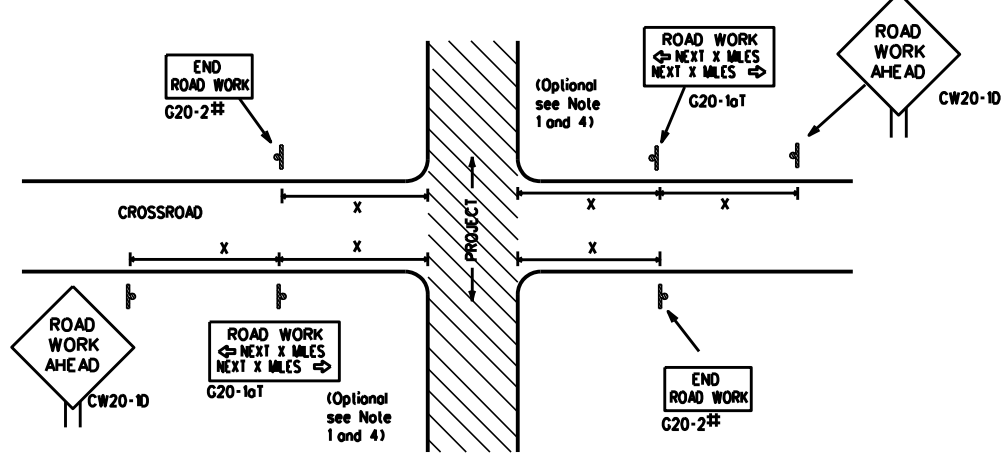 END
ROAD WORK
G20-2#
(Optional
see Note
1 and 4)
ROAD WORK
⇦ NEXT X MILES
NEXT X MILES ⇨
G20-1aT
ROAD
WORK
AHEAD
CW20-1D
X
X
X
CROSSROAD
PROJECT
X
X
X
ROAD
WORK
AHEAD
CW20-1D
ROAD WORK
⇦ NEXT X MILES
NEXT X MILES ⇨
G20-1aT
(Optional
see Note
1 and 4)
END
ROAD WORK
G20-2#